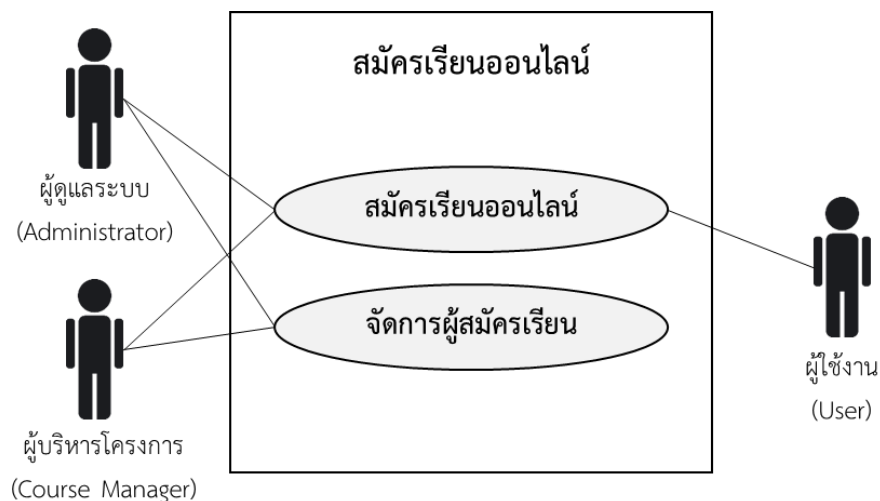 สมัครเรียนออนไลน์
สมัครเรียนออนไลน์
ผู้ดูแลระบบ
(Administrator)
จัดการผู้สมัครเรียน
ผู้ใช้งาน
(User)
ผู้บริหารโครงการ
(Course Manager)